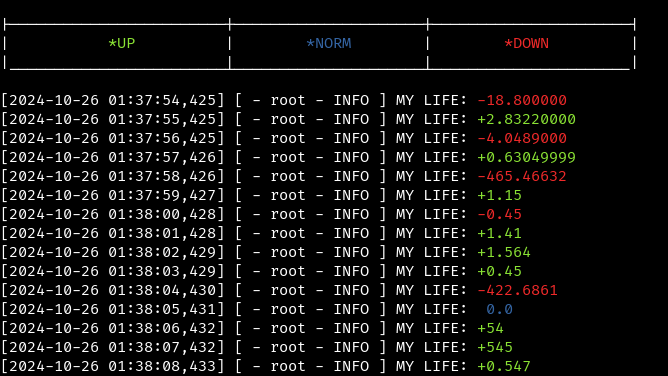 *UP *NORM *DOWN
[2024-10-26 01:37:54,425] [ - root - INFO ] MY LIFE: -18.800000
[2024-10-26 01:37:55,425] [ - root - INFO ] MY LIFE: +2.83220000
[2024-10-26 01:37:56,425] [ - root - INFO ] MY LIFE: -4.0489000
[2024-10-26 01:37:57,426] [ - root - INFO ] MY LIFE: +0.63049999
[2024-10-26 01:37:58,426] [ - root - INFO ] MY LIFE: -465.46632
[2024-10-26 01:37:59,427] [ - root - INFO ] MY LIFE: +1.15
[2024-10-26 01:38:00,428] [ - root - INFO ] MY LIFE: -0.45
[2024-10-26 01:38:01,428] [ - root - INFO ] MY LIFE: +1.41
[2024-10-26 01:38:02,429] [ - root - INFO ] MY LIFE: +1.564
[2024-10-26 01:38:03,429] [ - root - INFO ] MY LIFE: +0.45
[2024-10-26 01:38:04,430] [ - root - INFO ] MY LIFE: -422.6861
[2024-10-26 01:38:05,431] [ - root - INFO ] MY LIFE:  0.0
[2024-10-26 01:38:06,432] [ - root - INFO ] MY LIFE: +54
[2024-10-26 01:38:07,432] [ - root - INFO ] MY LIFE: +545
[2024-10-26 01:38:08,433] [ - root - INFO ] MY LIFE: +0.547